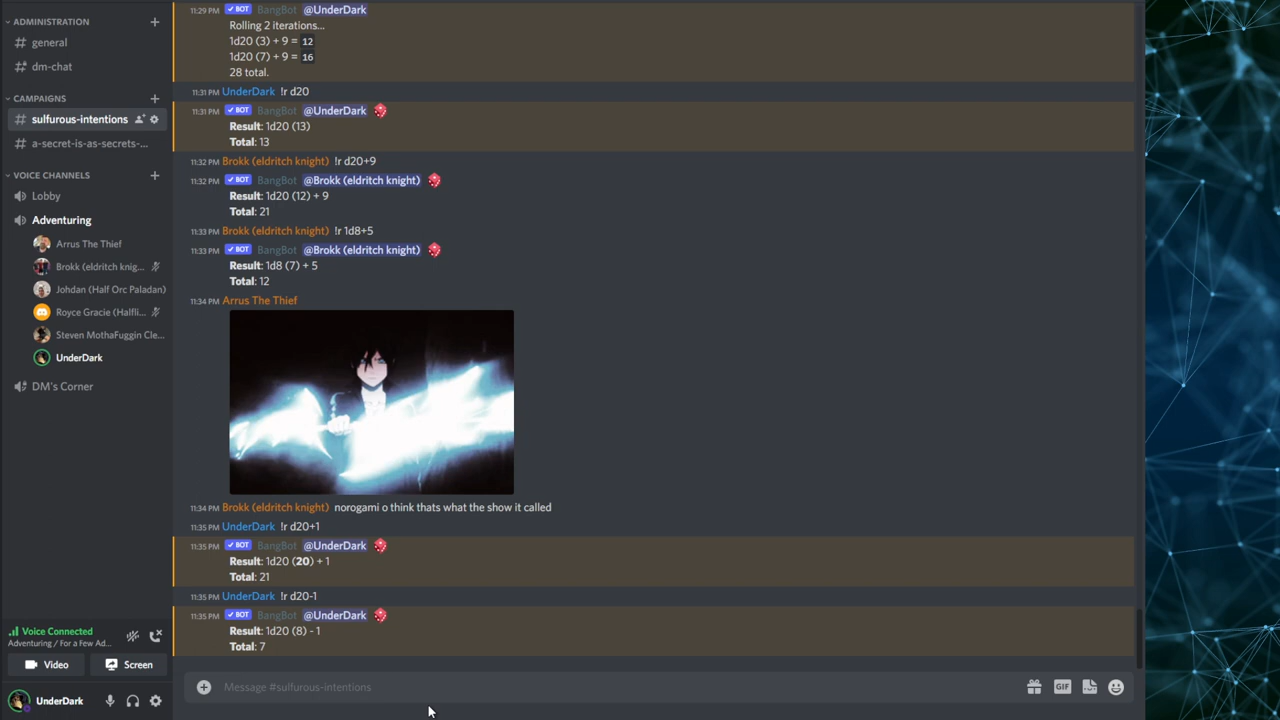 ADMINISTRATION
general
dm-chat
CAMPAIGNS
sulfurous-intentions
a-secret-is-as-secrets-...
VOICE CHANNELS
Lobby
Adventuring
Arrus The Thief
Brokk (eldritch knig...
Johdan (Half Orc Paladan)
Royce Gracie (Halfli...
Steven MothaFuggin Cle...
UnderDark
DM's Corner
Voice Connected
Adventuring / For a Few Ad...
Video
Screen
UnderDark
11:29 PM BOT BangBot @UnderDark
Rolling 2 iterations...
1d20 (3) + 9 = 12
1d20 (7) + 9 = 16
28 total.
11:31 PM UnderDark !r d20
11:31 PM BOT BangBot @UnderDark
Result: 1d20 (13)
Total: 13
11:32 PM Brokk (eldritch knight) !r d20+9
11:32 PM BOT BangBot @Brokk (eldritch knight)
Result: 1d20 (12) + 9
Total: 21
11:33 PM Brokk (eldritch knight) !r 1d8+5
11:33 PM BOT BangBot @Brokk (eldritch knight)
Result: 1d8 (7) + 5
Total: 12
11:34 PM Arrus The Thief
11:34 PM Brokk (eldritch knight) norogami o think thats what the show it called
11:35 PM UnderDark !r d20+1
11:35 PM BOT BangBot @UnderDark
Result: 1d20 (20) + 1
Total: 21
11:35 PM UnderDark !r d20-1
11:35 PM BOT BangBot @UnderDark
Result: 1d20 (8) - 1
Total: 7
Message #sulfurous-intentions
GIF